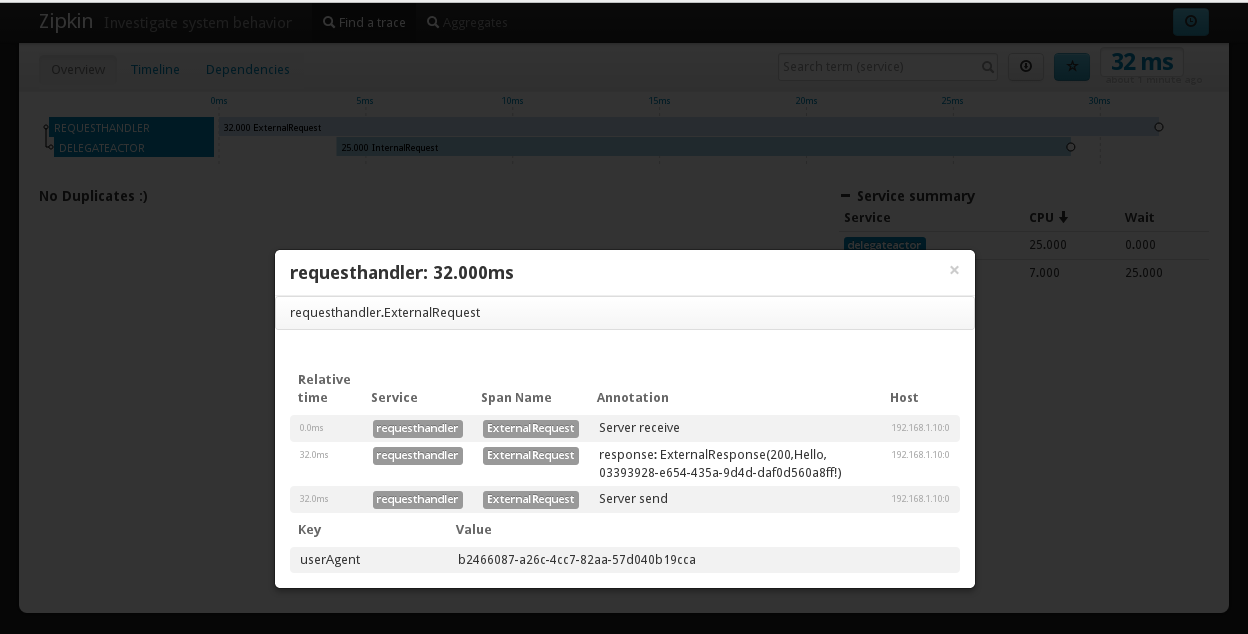 Zipkin Investigate system behavior Find a trace Aggregates
Overview Timeline Dependencies Search term (service) 32 ms
about 1 minute ago
0ms 5ms 10ms 15ms 20ms 25ms 30ms
REQUESTHANDLER 32.000 ExternalRequest
DELEGATEACTOR 25.000 InternalRequest
No Duplicates :) Service summary
Service CPU Wait
delegateactor 25.000 0.000
7.000 25.000
requesthandler: 32.000ms ×
requesthandler.ExternalRequest
Relative
time Service Span Name Annotation Host
0.0ms requesthandler ExternalRequest Server receive 192.168.1.10:0
32.0ms requesthandler ExternalRequest response: ExternalResponse(200,Hello, 192.168.1.10:0
03393928-e654-435a-9d4d-daf0d560a8ff!)
32.0ms requesthandler ExternalRequest Server send 192.168.1.10:0
Key Value
userAgent b2466087-a26c-4cc7-82aa-57d040b19cca